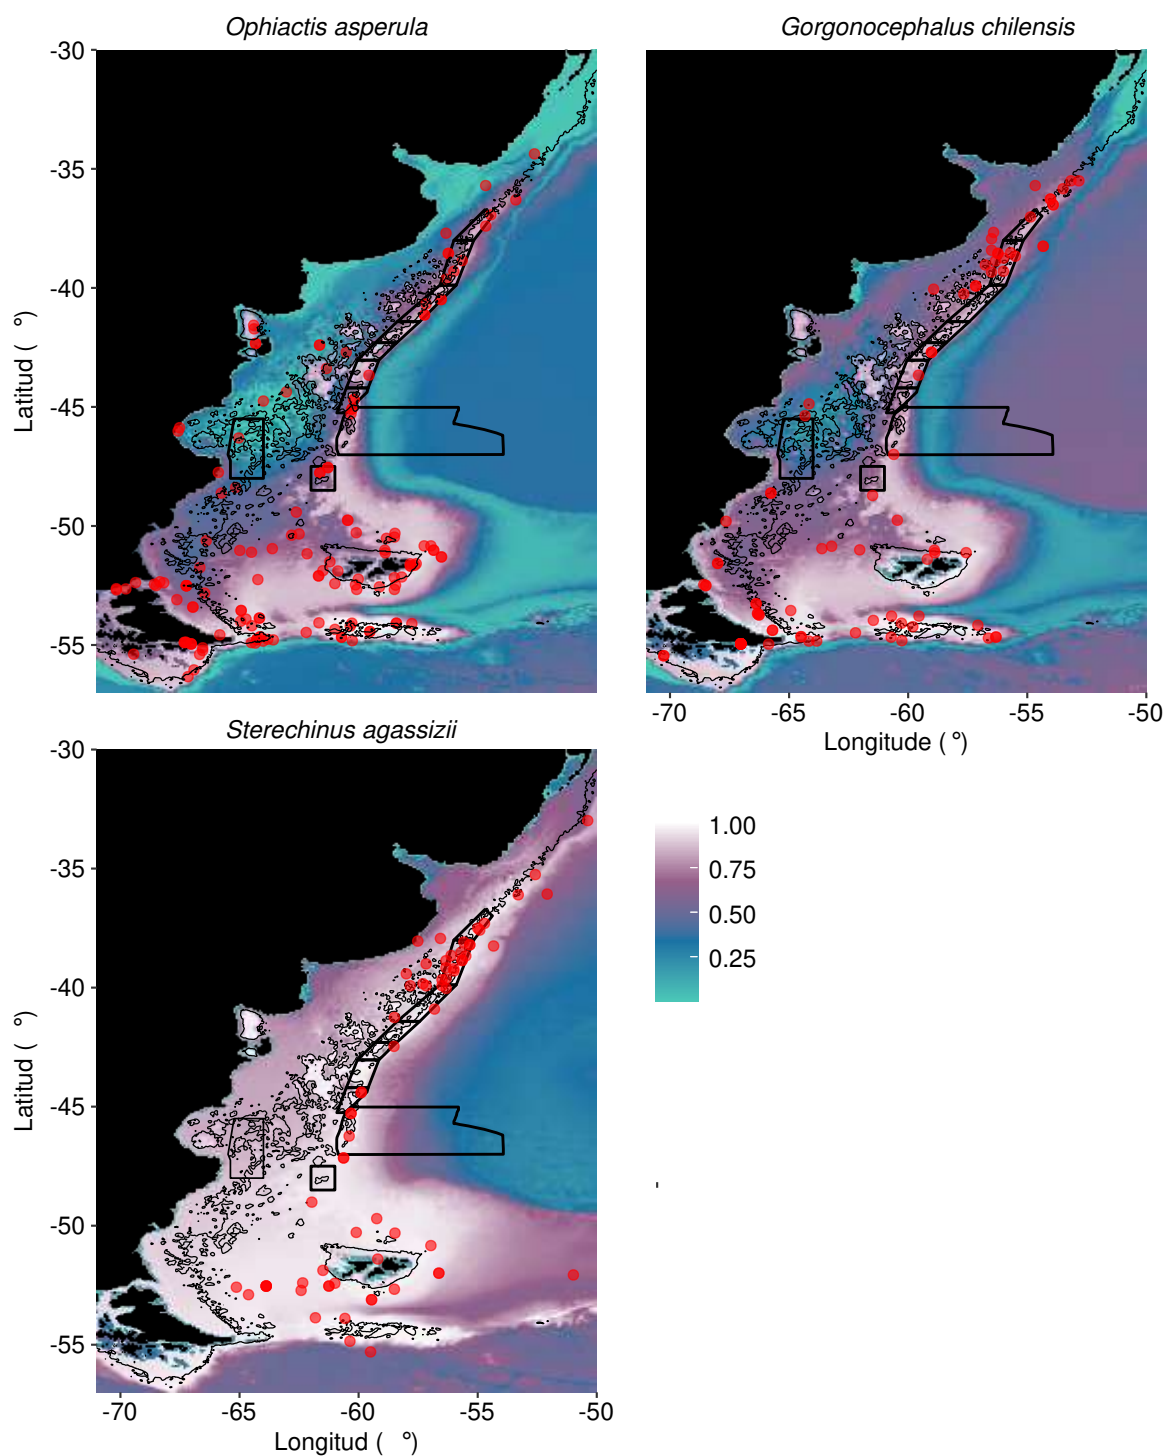 Ophiactis asperula
Gorgonocephalus chilensis
-30
-35
-40
-45
-50
-55
Latitud ( °)
-70 -65 -60 -55 -50
Longitude ( °)
Sterechinus agassizii
-30
-35
-40
-45
-50
-55
Latitud ( °)
-70 -65 -60 -55 -50
Longitud ( °)
1.00
0.75
0.50
0.25